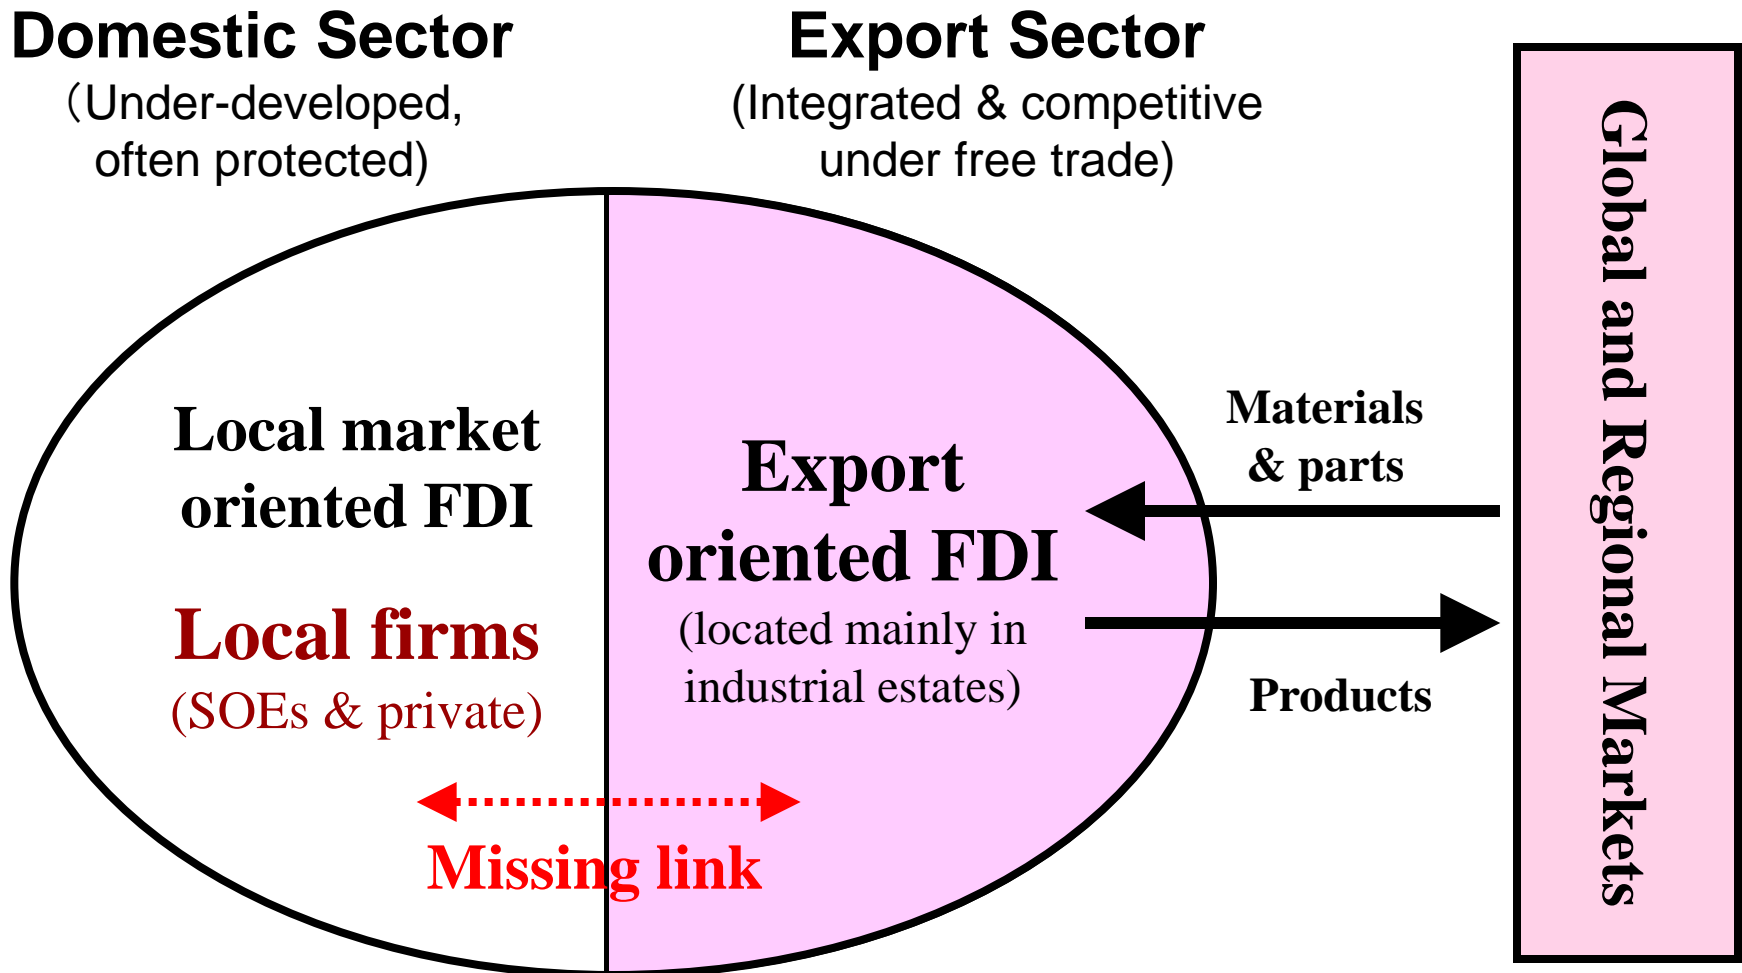 Domestic Sector
（Under-developed,
often protected)
Export Sector
(Integrated & competitive
under free trade)
Local market
oriented FDI
Local firms
(SOEs & private)
Export
oriented FDI
(located mainly in
industrial estates)
Missing link
Materials
& parts
Products
Global and Regional Markets